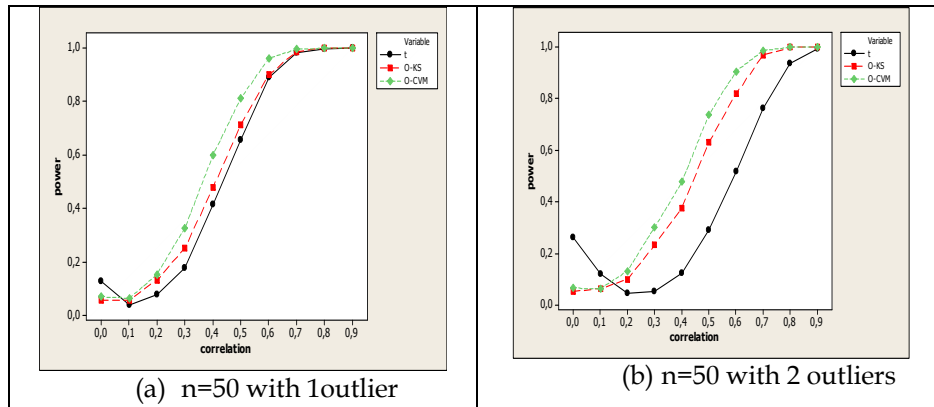 Variable
t
O-KS
O-CVM
1,0
0,8
0,6
0,4
0,2
0,0
power
0,0 0,1 0,2 0,3 0,4 0,5 0,6 0,7 0,8 0,9
correlation
(a) n=50 with 1outlier
Variable
t
O-KS
O-CVM
1,0
0,8
0,6
0,4
0,2
0,0
power
0,0 0,1 0,2 0,3 0,4 0,5 0,6 0,7 0,8 0,9
correlation
(b) n=50 with 2 outliers